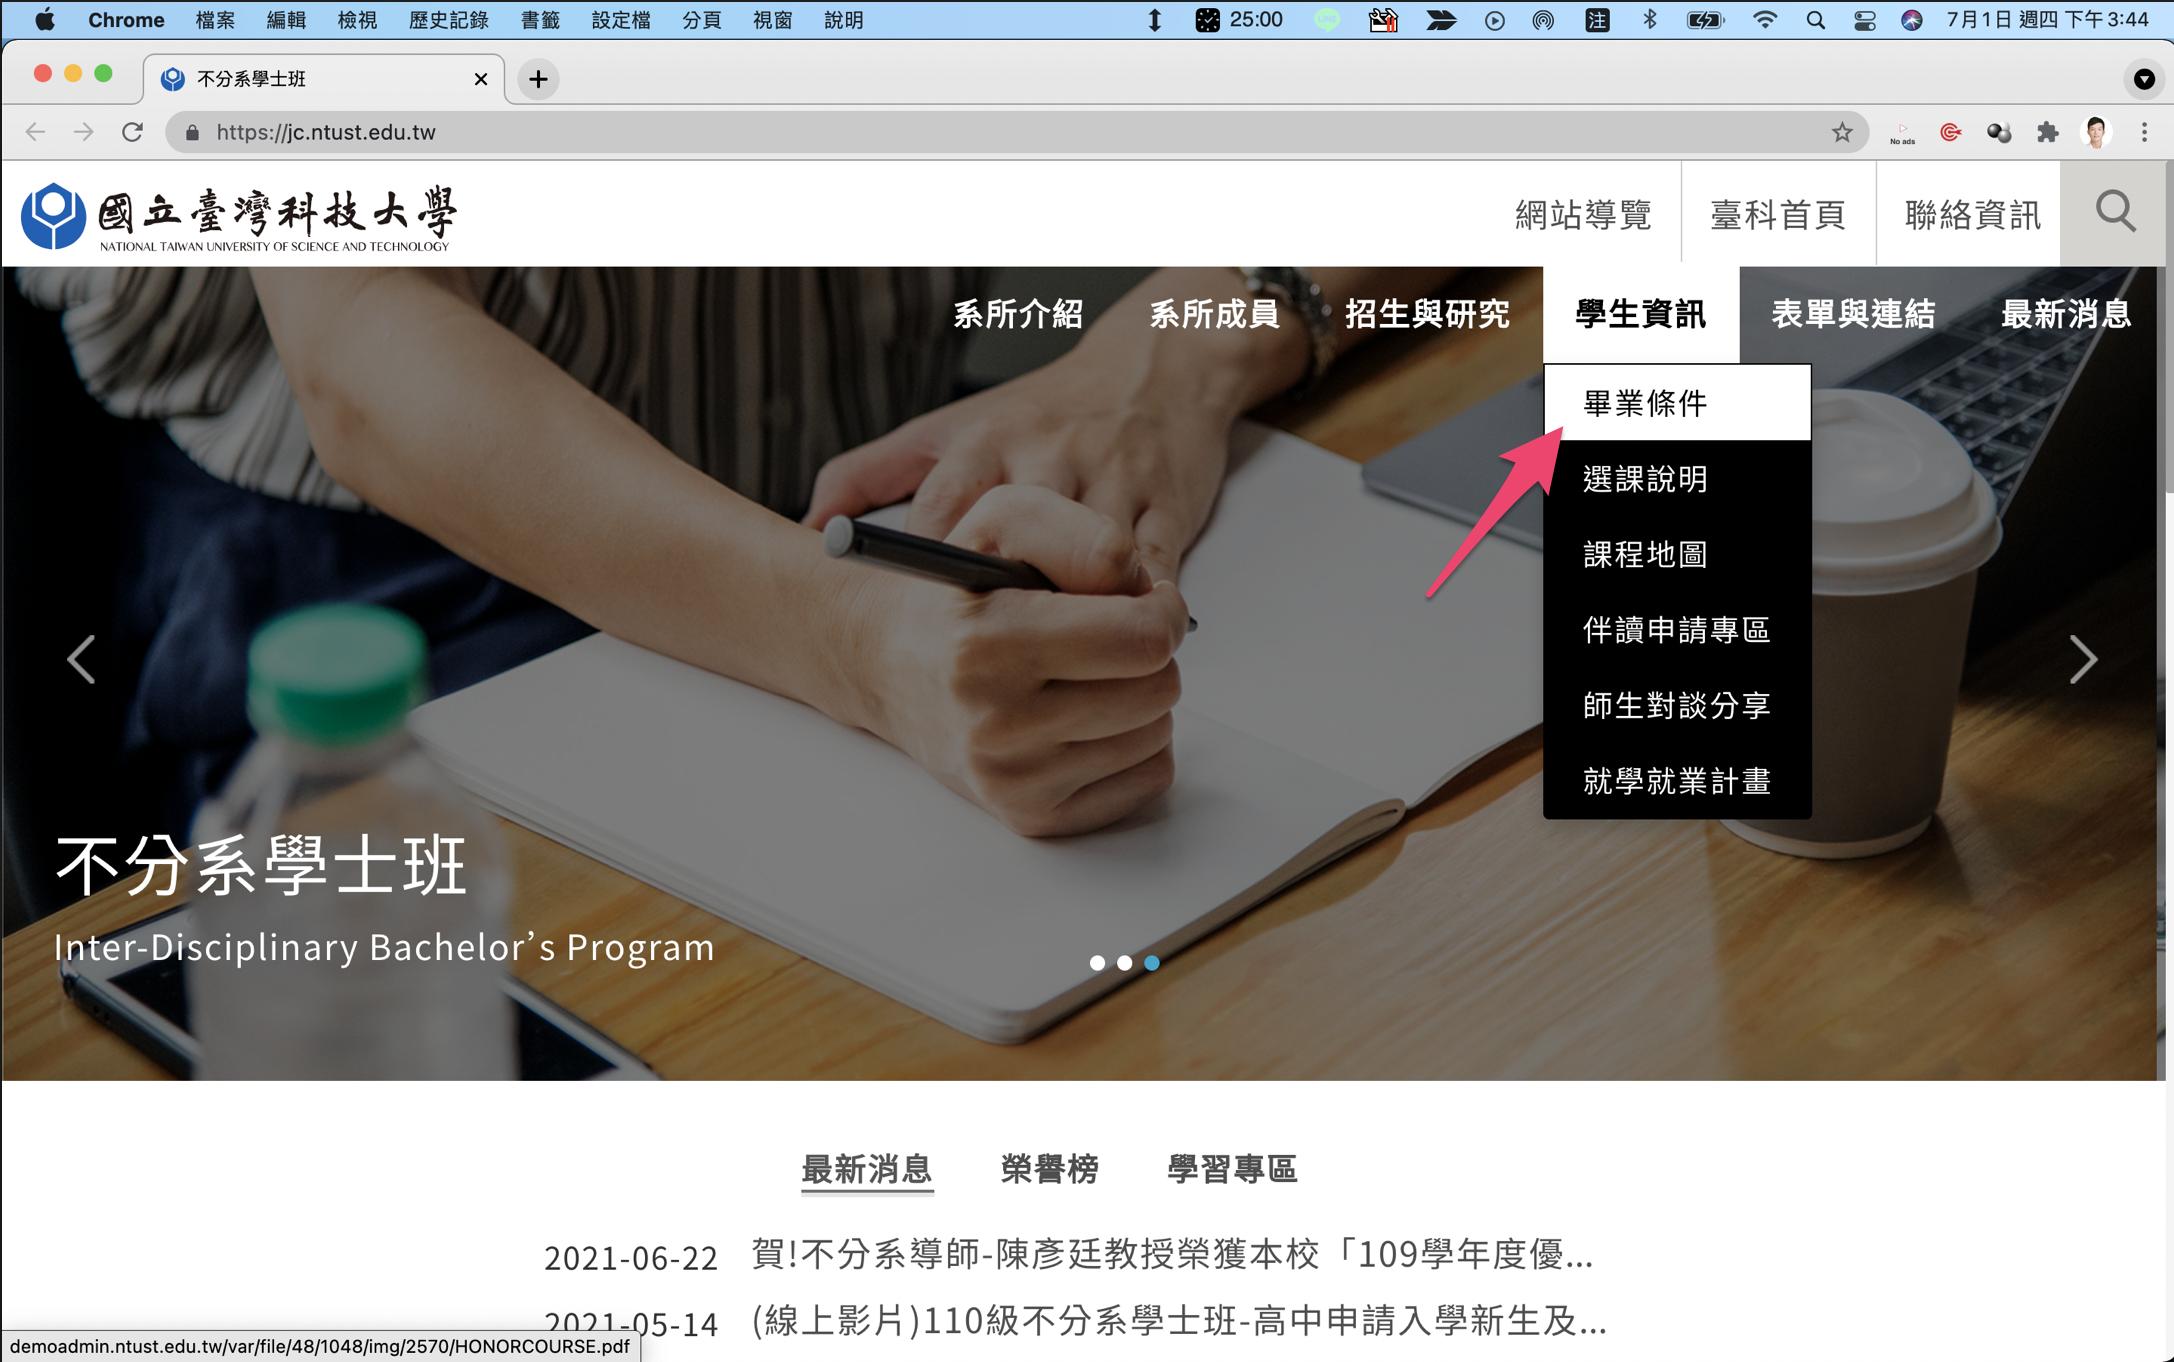 Chrome 檔案 編輯 檢視 歷史記錄 書籤 設定檔 分頁 視窗 說明 25:00 LINE 注 7月1日 週四 下午3:44
不分系學士班
https://jc.ntust.edu.tw
No ads
國立臺灣科技大學
NATIONAL TAIWAN UNIVERSITY OF SCIENCE AND TECHNOLOGY
網站導覽 臺科首頁 聯絡資訊
系所介紹 系所成員 招生與研究 學生資訊 表單與連結 最新消息
畢業條件
選課說明
課程地圖
伴讀申請專區
師生對談分享
就學就業計畫
不分系學士班
Inter-Disciplinary Bachelor’s Program
最新消息 榮譽榜 學習專區
2021-06-22 賀!不分系導師-陳彥廷教授榮獲本校「109學年度優...
2021-05-14 (線上影片)110級不分系學士班-高中申請入學新生及...
demoadmin.ntust.edu.tw/var/file/48/1048/img/2570/HONORCOURSE.pdf